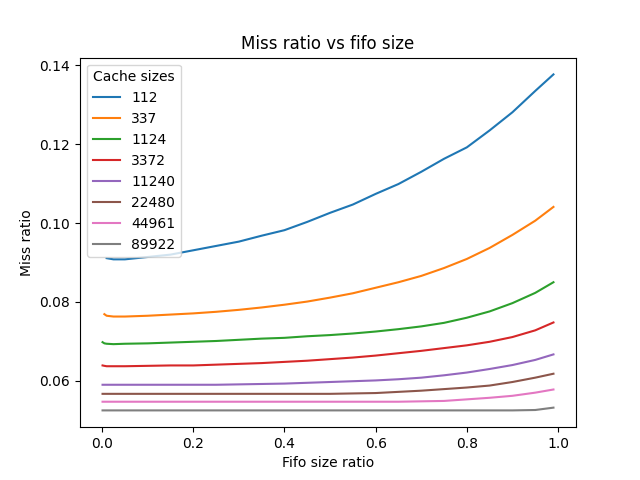 Miss ratio vs fifo size
0.14
0.12
0.10
0.08
0.06
Miss ratio
Cache sizes
112
337
1124
3372
11240
22480
44961
89922
0.0 0.2 0.4 0.6 0.8 1.0
Fifo size ratio